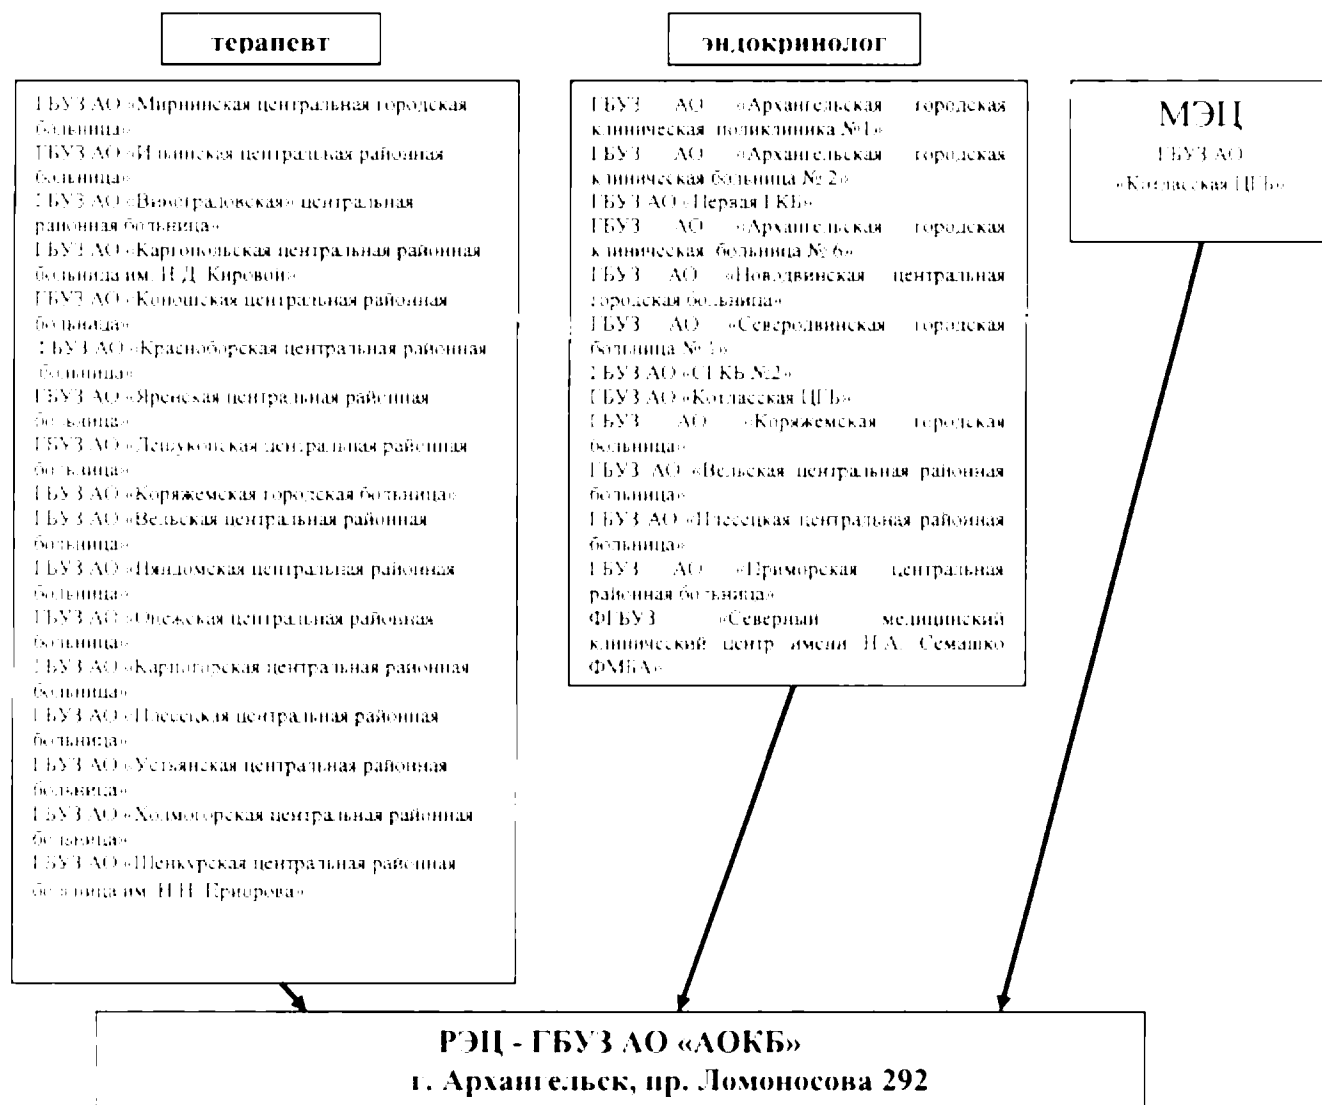 терапевт
ГБУЗ АО «Мирнинская центральная городская
больница»
ГБУЗ АО «Ильинская центральная районная
больница»
ГБУЗ АО «Виноградовская» центральная
районная больница»
ГБУЗ АО «Каргопольская центральная районная
больница им. Н.Д. Кировой»
ГБУЗ АО «Коношская центральная районная
больница»
ГБУЗ АО «Красноборская центральная районная
больница»
ГБУЗ АО «Яренская центральная районная
больница»
ГБУЗ АО «Лешуконская центральная районная
больница»
ГБУЗ АО «Коряжемская городская больница»
ГБУЗ АО «Вельская центральная районная
больница»
ГБУЗ АО «Няндомская центральная районная
больница»
ГБУЗ АО «Онежская центральная районная
больница»
ГБУЗ АО «Карпогорская центральная районная
больница»
ГБУЗ АО «Плесецкая центральная районная
больница»
ГБУЗ АО «Устьянская центральная районная
больница»
ГБУЗ АО «Холмогорская центральная районная
больница»
ГБУЗ АО «Шенкурская центральная районная
больница им. Н.Н. Приорова»
эндокринолог
ГБУЗ АО «Архангельская городская
клиническая поликлиника №1»
ГБУЗ АО «Архангельская городская
клиническая больница № 2»
ГБУЗ АО «Первая ГКБ»
ГБУЗ АО «Архангельская городская
клиническая больница № 6»
ГБУЗ АО «Новодвинская центральная
городская больница»
ГБУЗ АО «Северодвинская городская
больница № 1»
ГБУЗ АО «СГКБ №2»
ГБУЗ АО «Котласская ЦГБ»
ГБУЗ АО «Коряжемская городская
больница»
ГБУЗ АО «Вельская центральная районная
больница»
ГБУЗ АО «Плесецкая центральная районная
больница»
ГБУЗ АО «Приморская центральная
районная больница»
ФГБУЗ «Северный медицинский
клинический центр имени Н.А. Семашко
ФМБА»
МЭЦ
ГБУЗ АО
«Котласская ЦГБ»
РЭЦ - ГБУЗ АО «АОКБ»
г. Архангельск, пр. Ломоносова 292